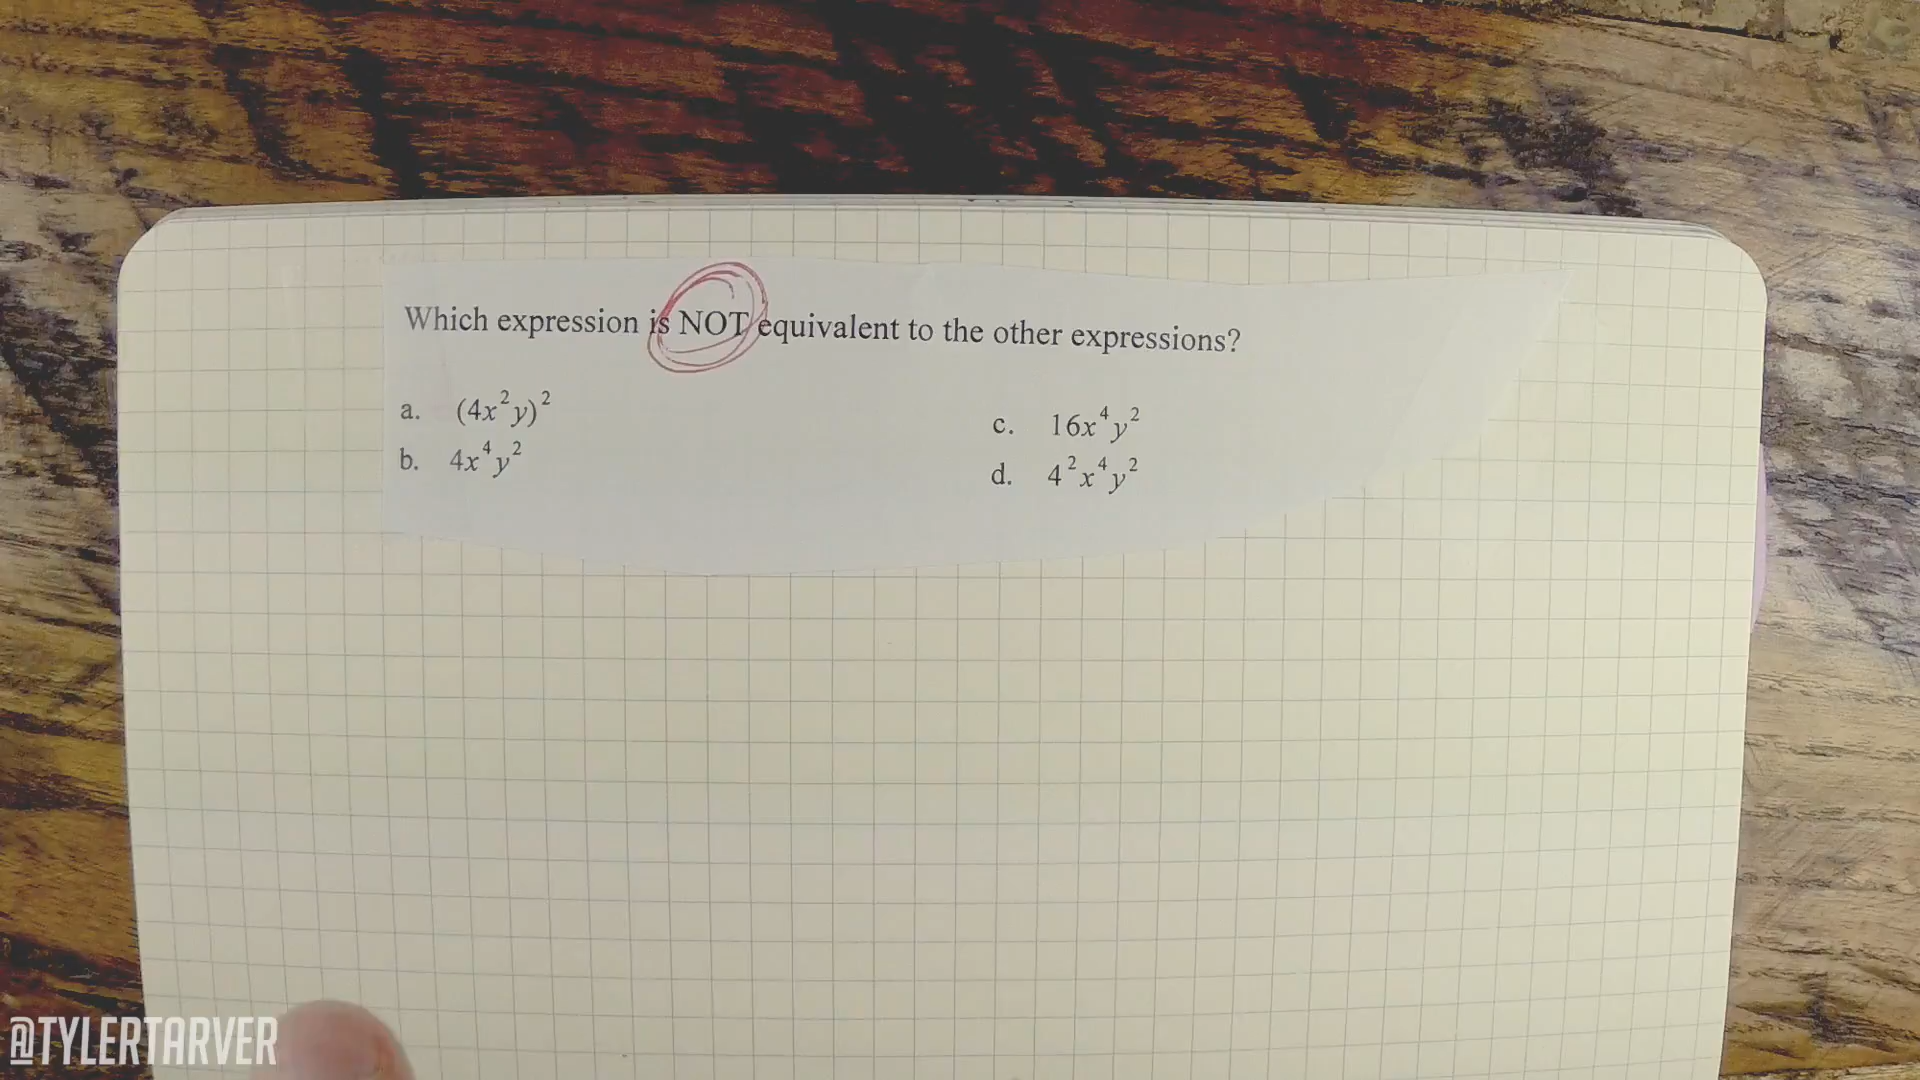 Which expression is NOT equivalent to the other expressions?
a. (4x²y)²
b. 4x⁴y²
c. 16x⁴y²
d. 4²x⁴y²
@TYLERTARVER